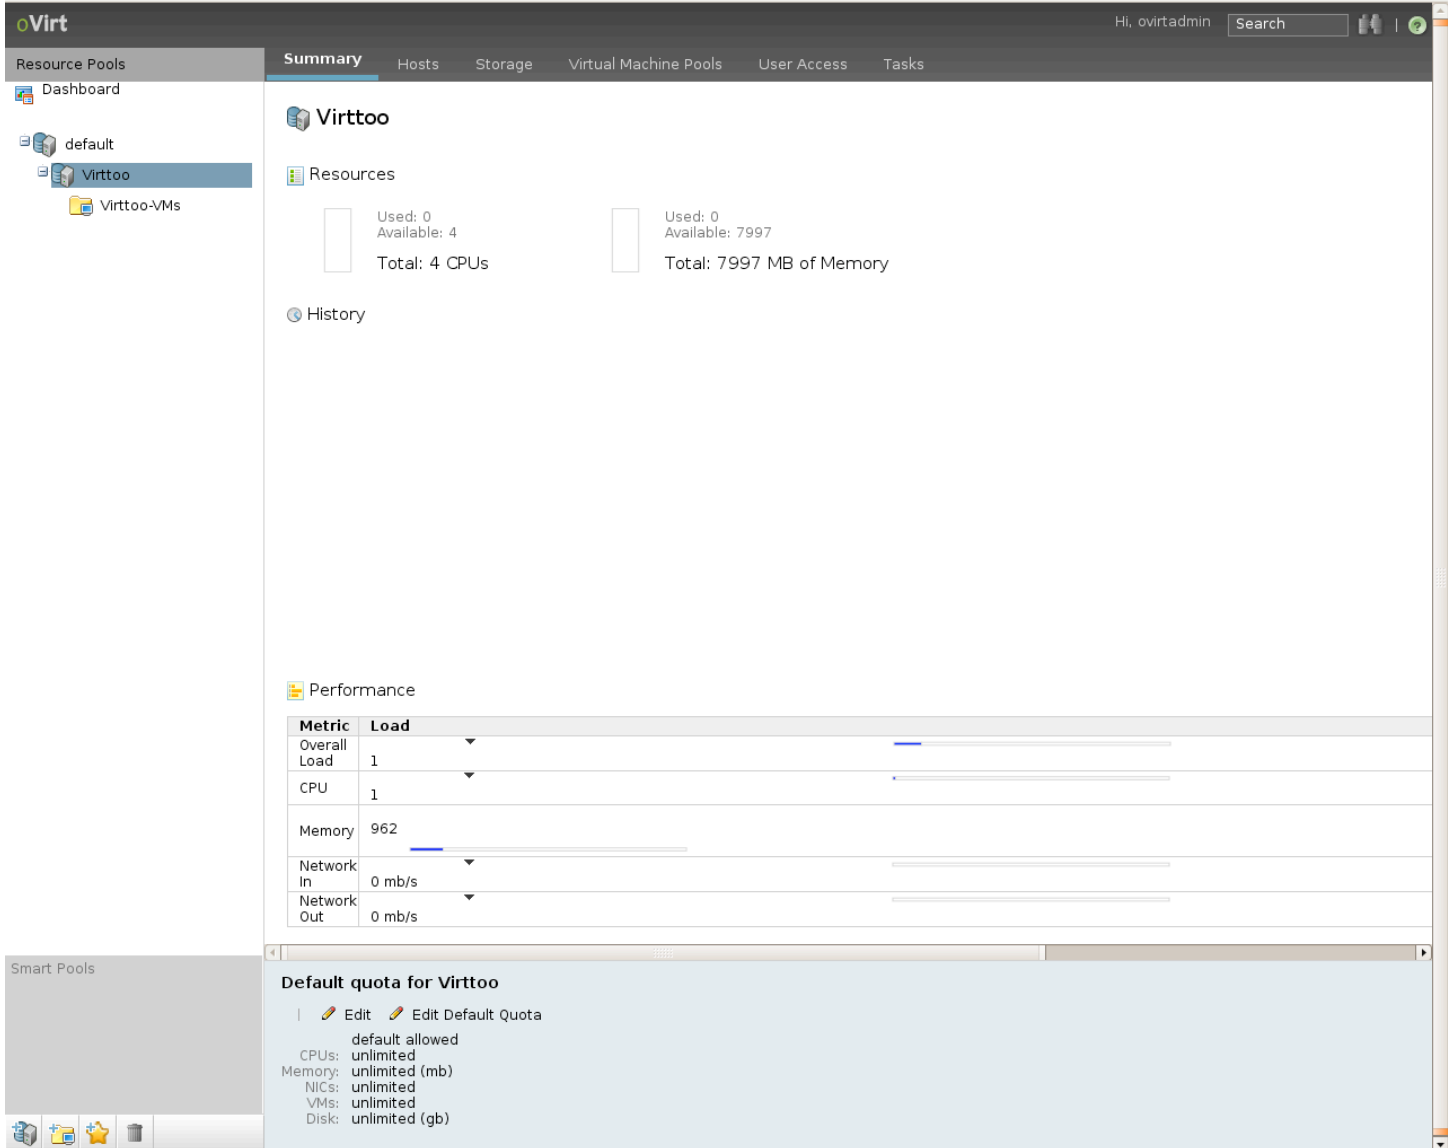 oVirt
Hi, ovirtadmin Search | ?
Resource Pools
Summary Hosts Storage Virtual Machine Pools User Access Tasks
Dashboard
default
Virttoo
Virttoo-VMs
Virttoo
Resources
Used: 0
Available: 4
Total: 4 CPUs
Used: 0
Available: 7997
Total: 7997 MB of Memory
History
Performance
Metric Load
Overall Load 1
CPU 1
Memory 962
Network In 0 mb/s
Network Out 0 mb/s
Smart Pools
Default quota for Virttoo
| Edit Edit Default Quota
default allowed
CPUs: unlimited
Memory: unlimited (mb)
NICs: unlimited
VMs: unlimited
Disk: unlimited (gb)